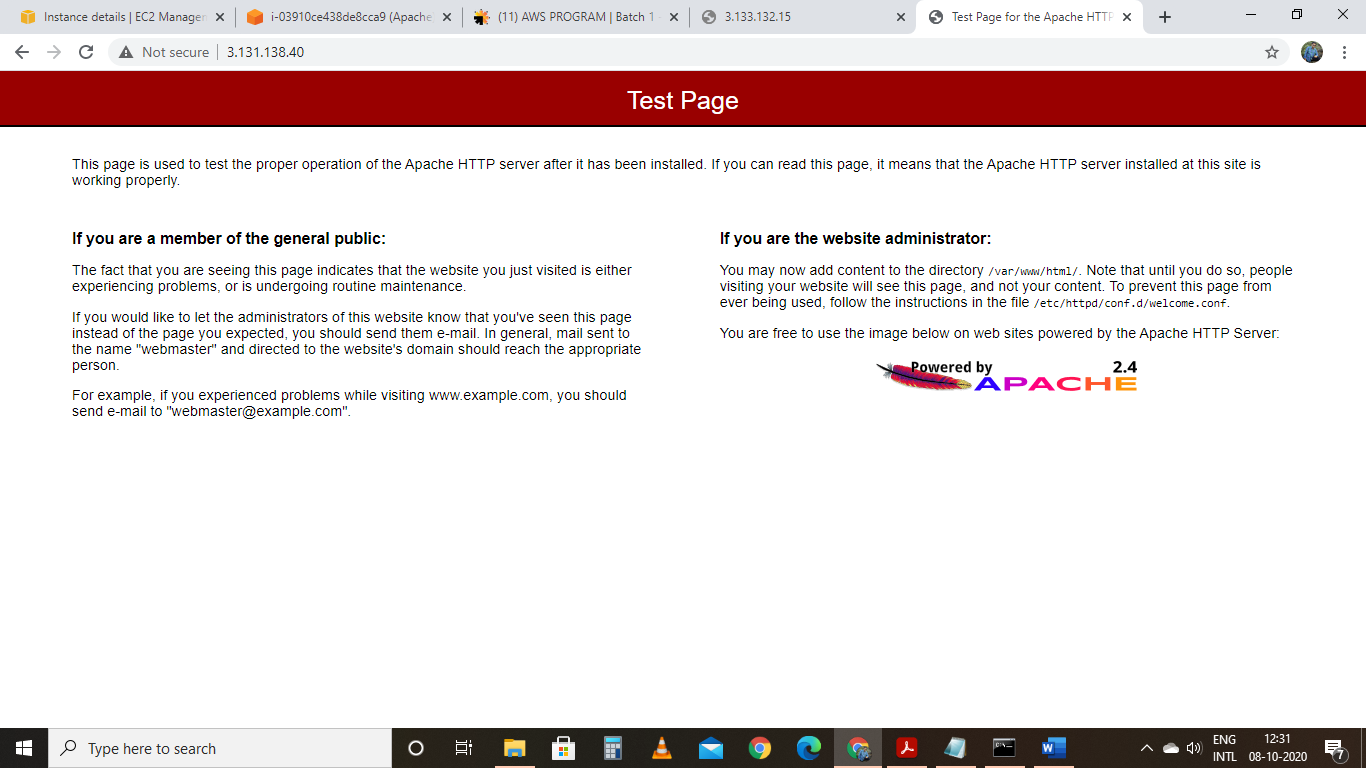 Instance details | EC2 Manager
i-03910ce438de8cca9 (Apache
(11) AWS PROGRAM | Batch 1 -
3.133.132.15
Test Page for the Apache HTTP
Not secure
3.131.138.40
Test Page
This page is used to test the proper operation of the Apache HTTP server after it has been installed. If you can read this page, it means that the Apache HTTP server installed at this site is
working properly.
If you are a member of the general public:
The fact that you are seeing this page indicates that the website you just visited is either
experiencing problems, or is undergoing routine maintenance.
If you would like to let the administrators of this website know that you've seen this page
instead of the page you expected, you should send them e-mail. In general, mail sent to
the name "webmaster" and directed to the website's domain should reach the appropriate
person.
For example, if you experienced problems while visiting www.example.com, you should
send e-mail to "webmaster@example.com".
If you are the website administrator:
You may now add content to the directory /var/www/html/. Note that until you do so, people
visiting your website will see this page, and not your content. To prevent this page from
ever being used, follow the instructions in the file /etc/httpd/conf.d/welcome.conf.
You are free to use the image below on web sites powered by the Apache HTTP Server:
Powered by 2.4
APACHE
Type here to search
ENG
INTL
12:31
08-10-2020
7